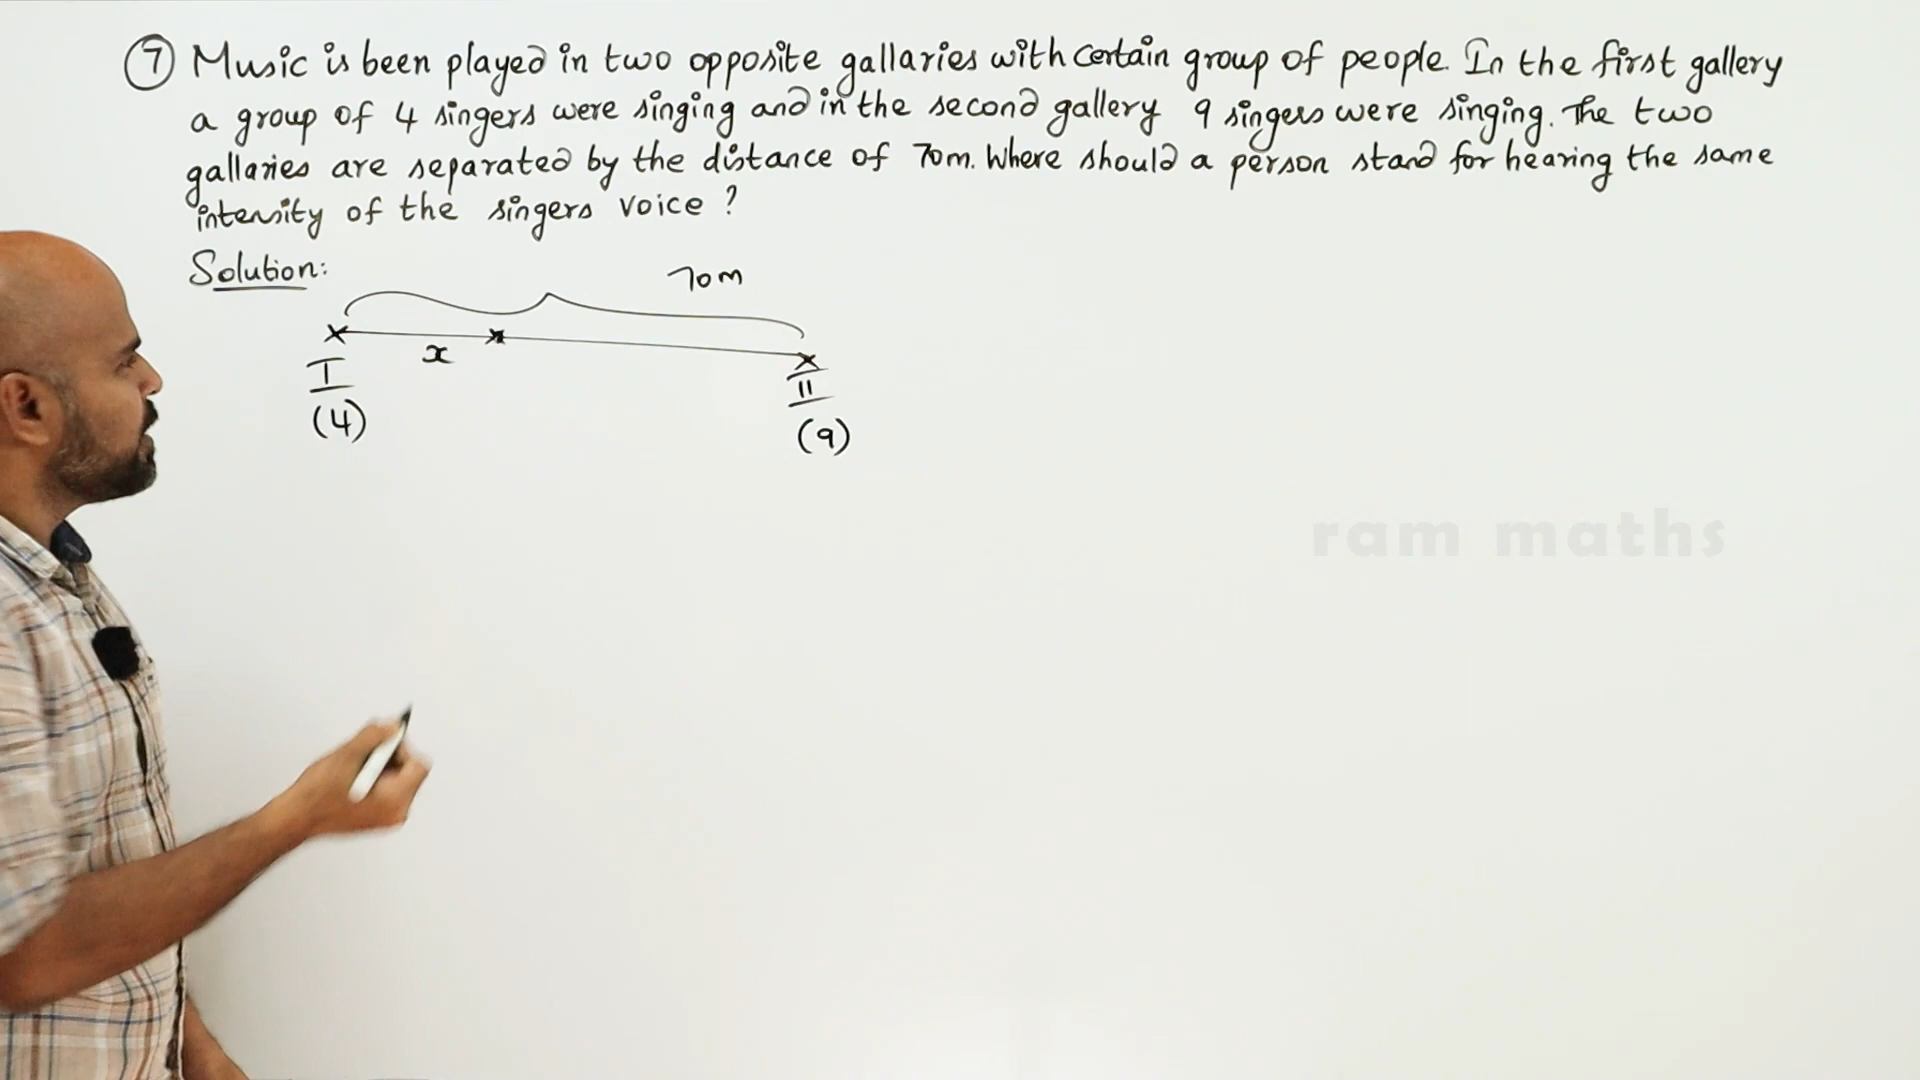 7 Music is been played in two opposite gallaries with certain group of people. In the first gallery
a group of 4 singers were singing and in the second gallery 9 singers were singing. The two
gallaries are separated by the distance of 70m. Where should a person stand for hearing the same
intensity of the singers voice ?
Solution:
70m
x
I
II
(4)
(9)
ram maths